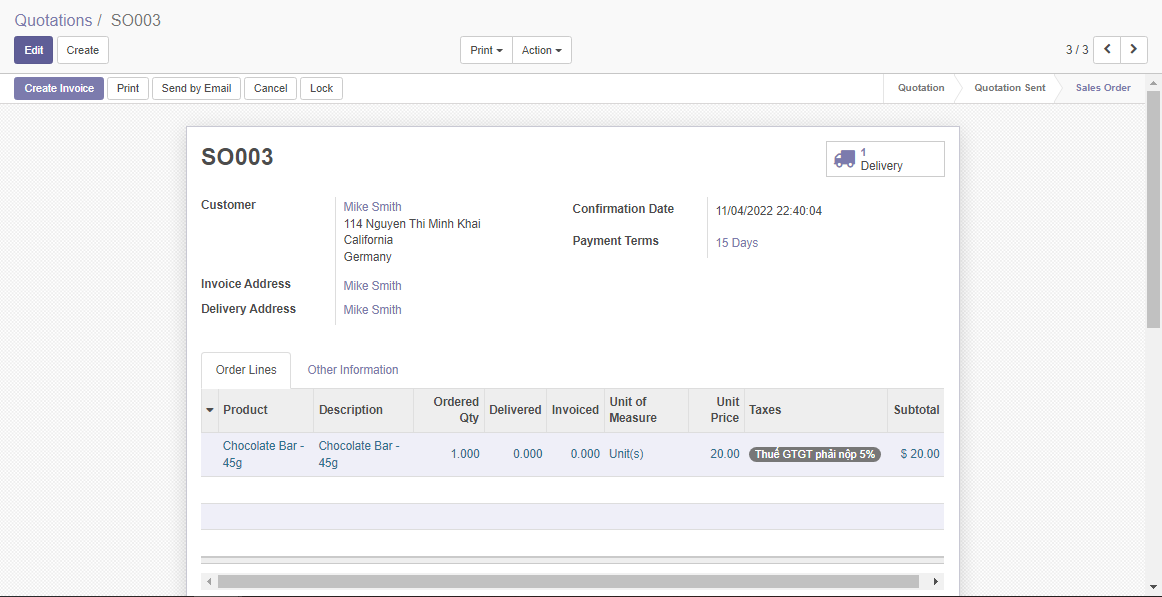 Quotations / SO003
Edit Create Print Action 3 / 3
Create Invoice Print Send by Email Cancel Lock Quotation Quotation Sent Sales Order
SO003
1
Delivery
Customer
Mike Smith
114 Nguyen Thi Minh Khai
California
Germany
Confirmation Date 11/04/2022 22:40:04
Payment Terms 15 Days
Invoice Address Mike Smith
Delivery Address Mike Smith
Order Lines Other Information
Product Description Ordered Qty Delivered Invoiced Unit of Measure Unit Price Taxes Subtotal
Chocolate Bar - 45g Chocolate Bar - 45g 1.000 0.000 0.000 Unit(s) 20.00 Thuế GTGT phải nộp 5% $ 20.00